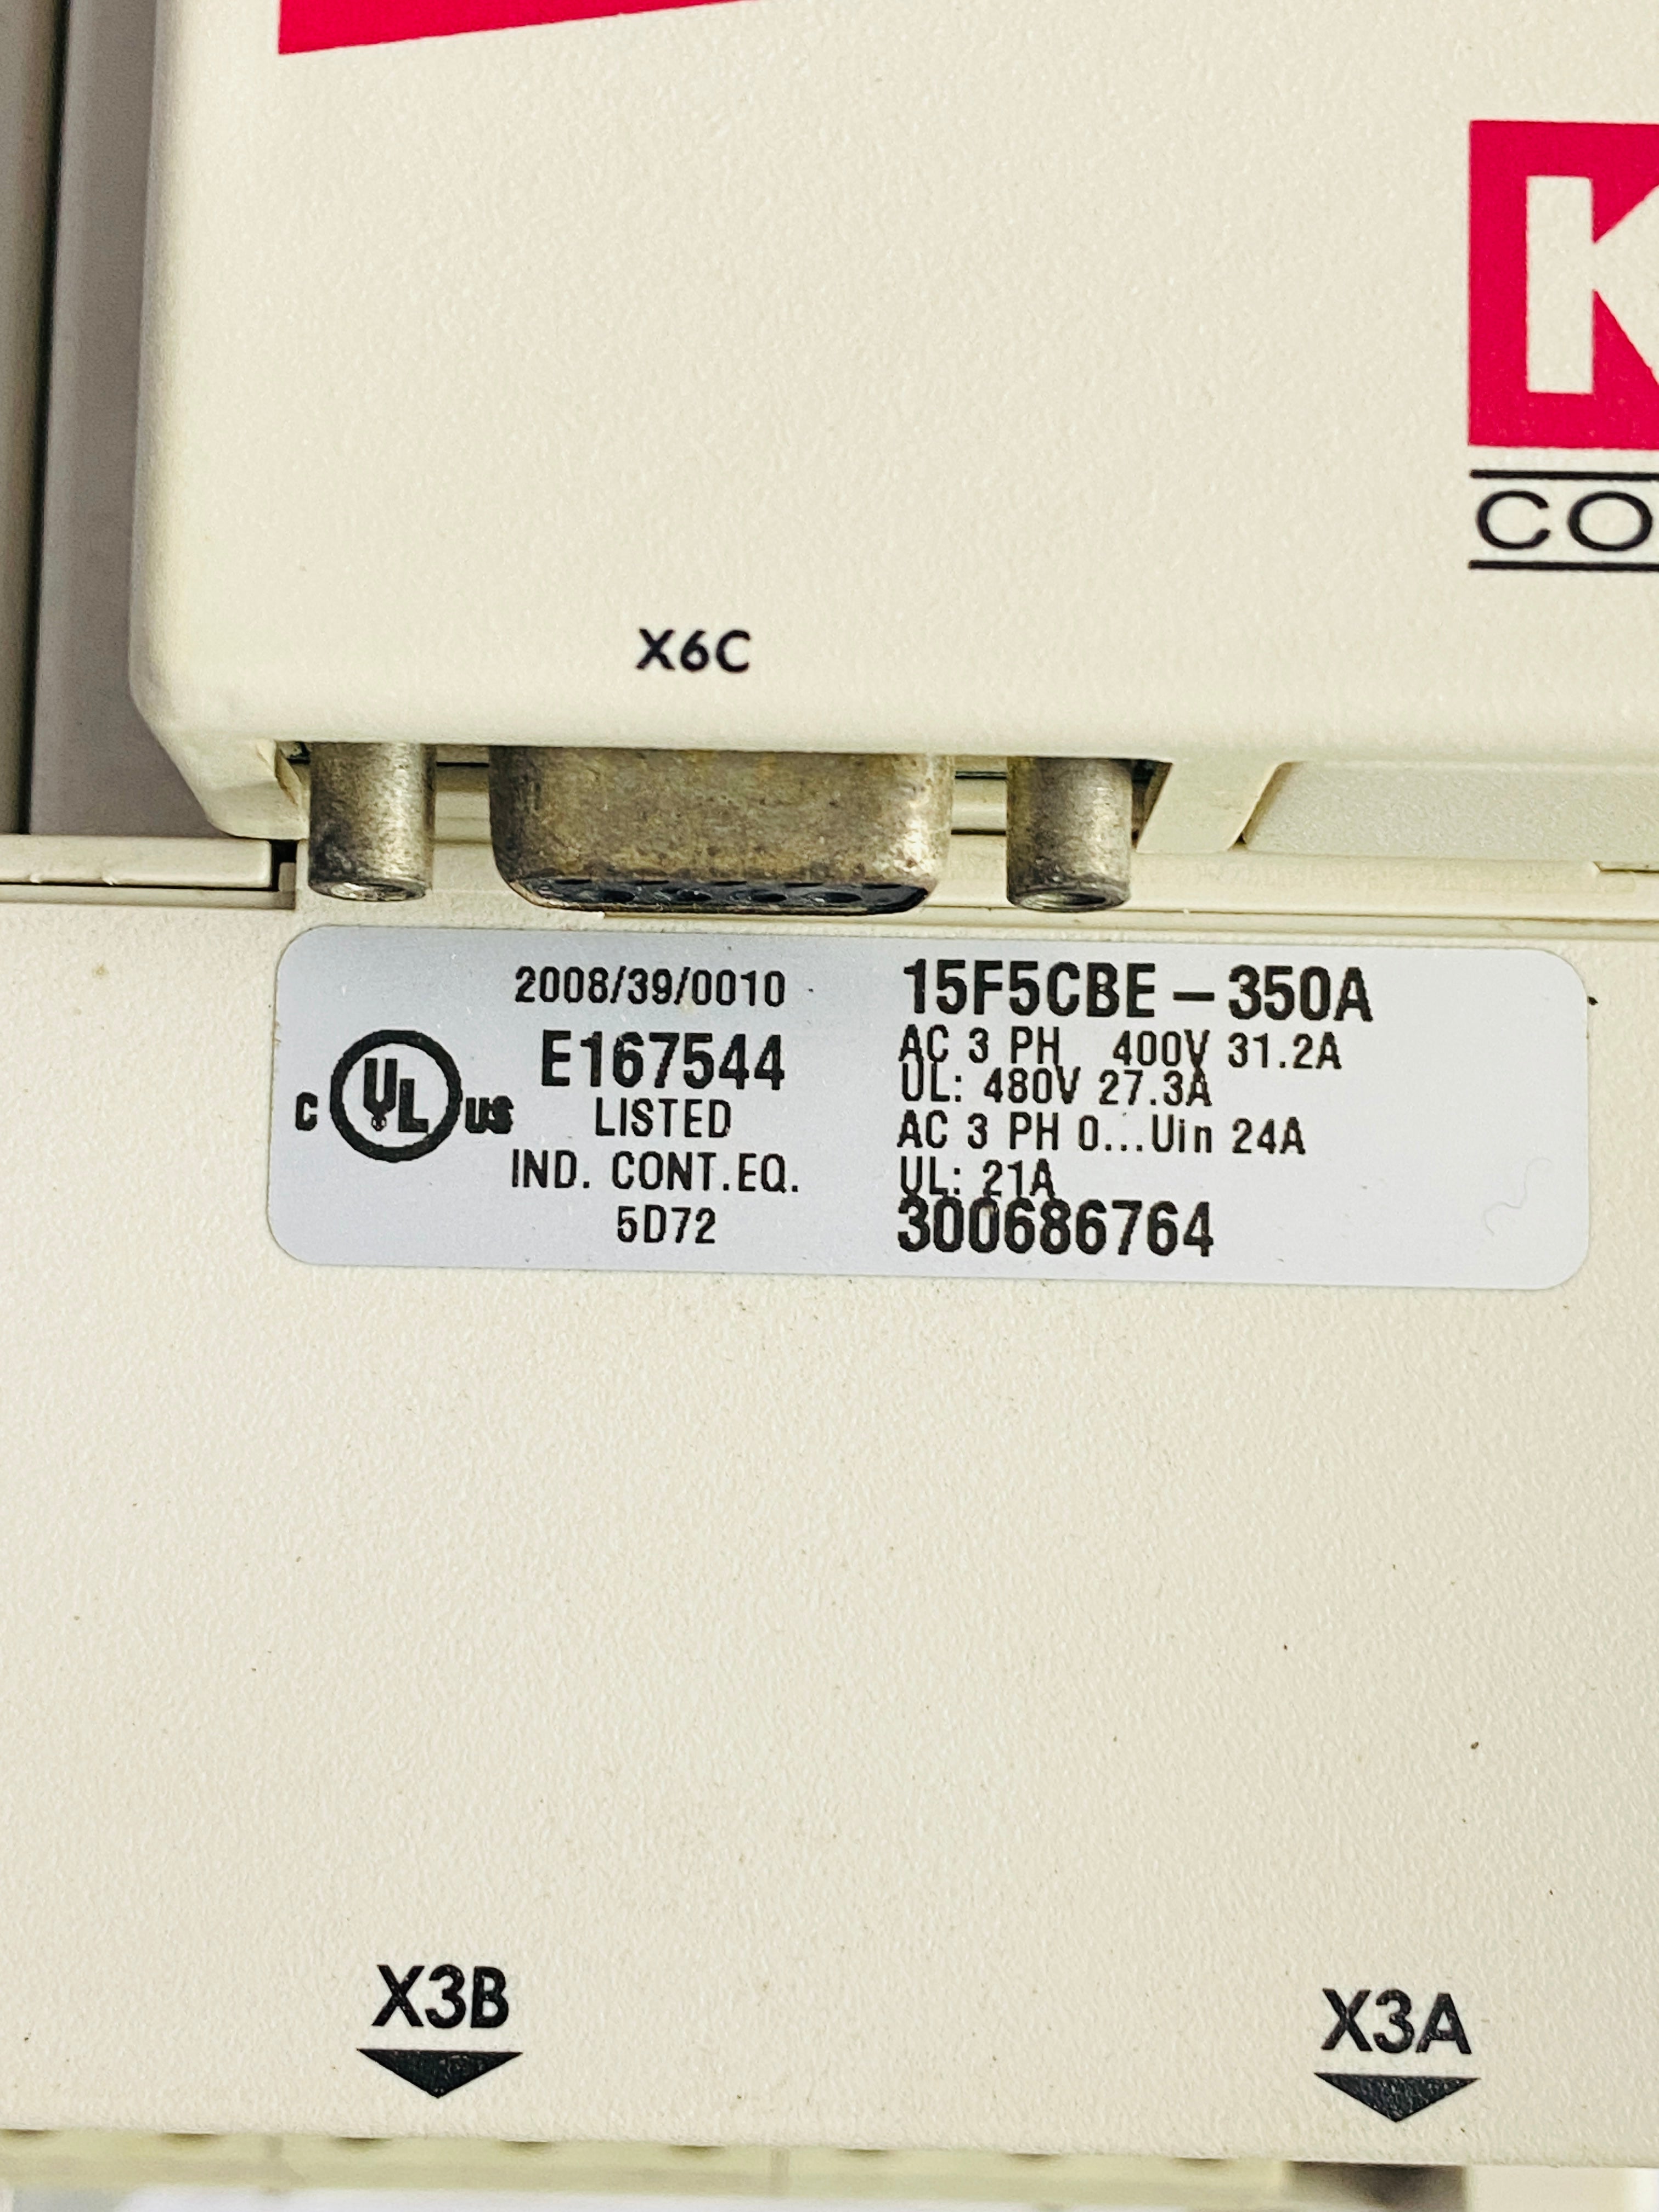 K
CO
X6C
2008/39/0010
E167544
C UL US
LISTED
IND. CONT.EQ.
5D72
15F5CBE-350A
AC 3 PH 400V 31.2A
UL: 480V 27.3A
AC 3 PH 0...Uin 24A
UL: 21A
300686764
X3B
X3A